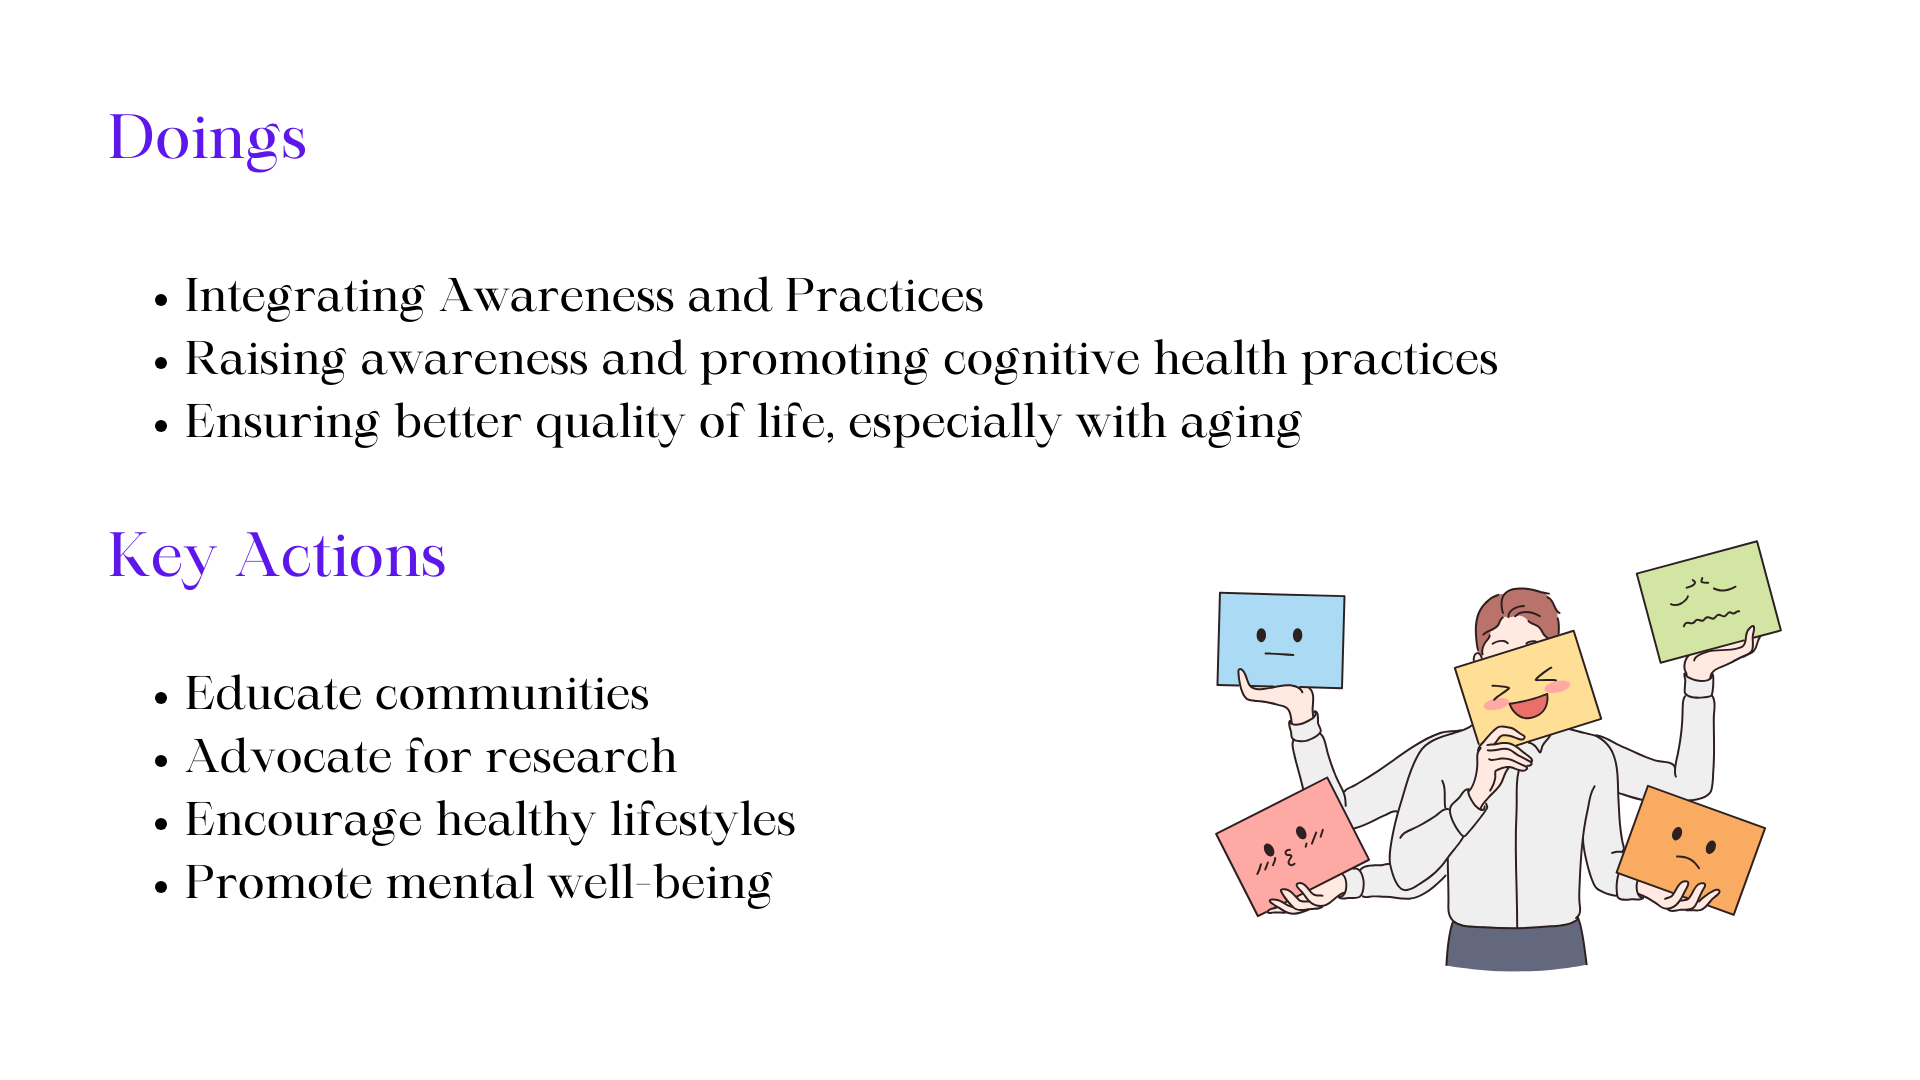 Doings
• Integrating Awareness and Practices
• Raising awareness and promoting cognitive health practices
• Ensuring better quality of life, especially with aging
Key Actions
• Educate communities
• Advocate for research
• Encourage healthy lifestyles
• Promote mental well-being